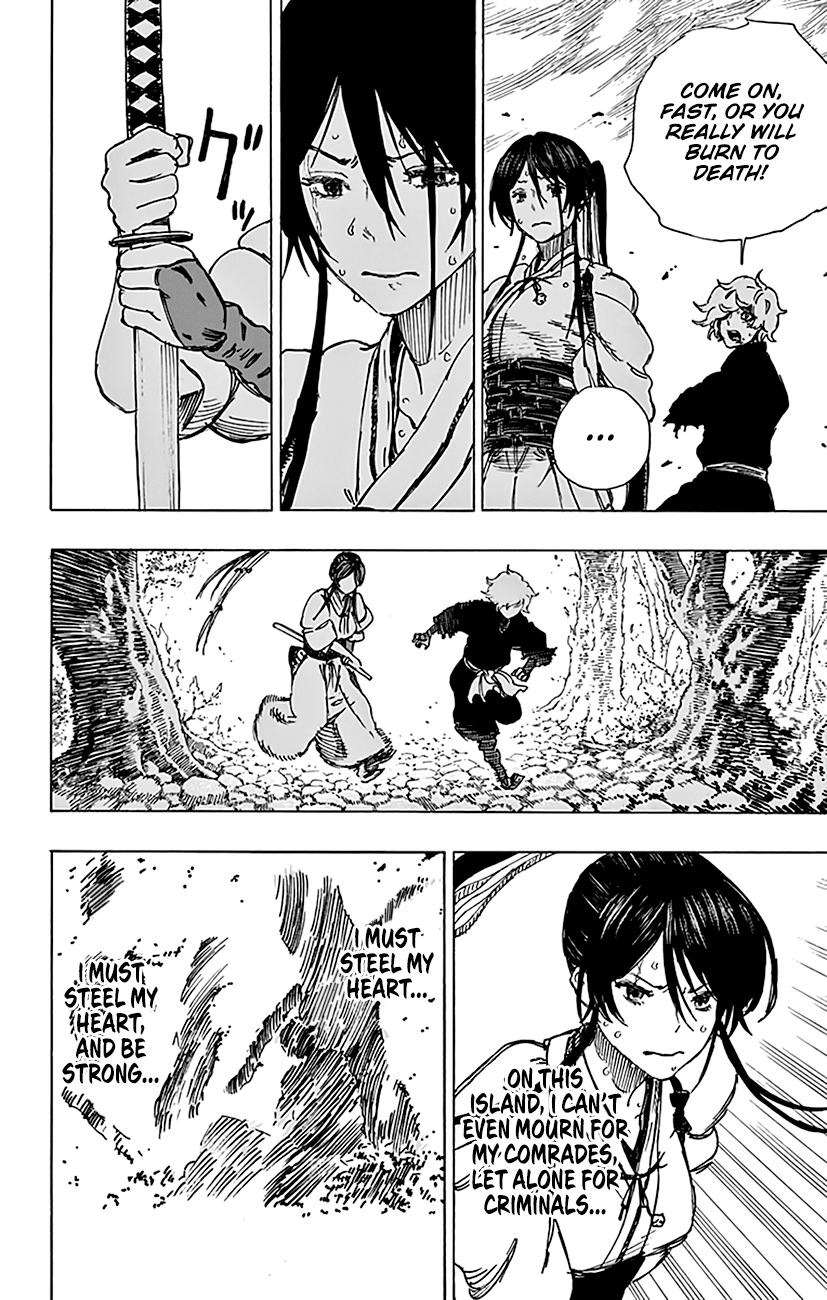 COME ON,
FAST, OR YOU
REALLY WILL
BURN TO
DEATH!
...
グッ
ON THIS
ISLAND, I CAN'T
EVEN MOURN FOR
MY COMRADES,
LET ALONE FOR
CRIMINALS...
I MUST
STEEL MY
HEART...
I MUST
STEEL MY
HEART,
AND BE
STRONG...